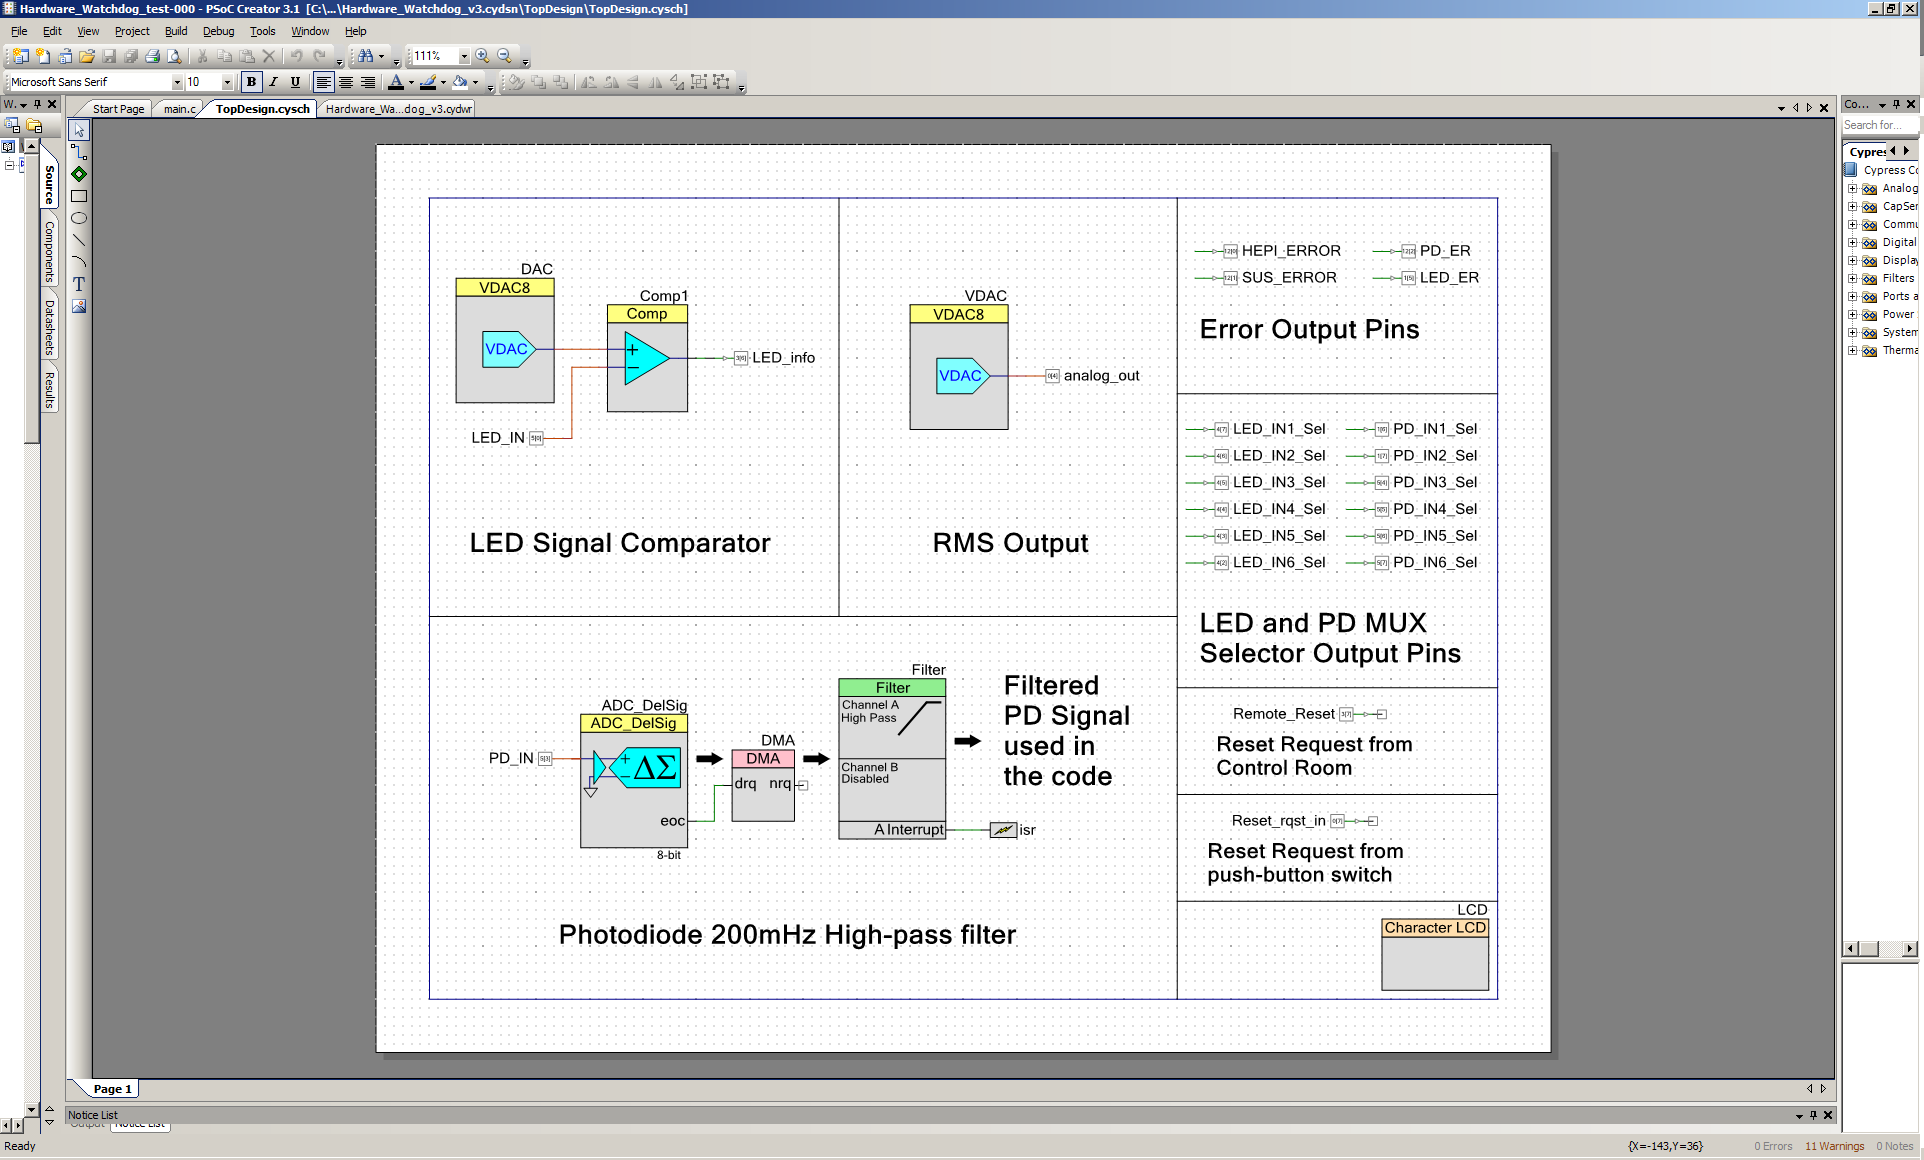 Hardware_Watchdog_test-000 - PSoC Creator 3.1 [C:\...\Hardware_Watchdog_v3.cydsn\TopDesign\TopDesign.cysch]
File Edit View Project Build Debug Tools Window Help
111%
Microsoft Sans Serif 10 B I U A
W...
Start Page main.c TopDesign.cysch Hardware_Wa...dog_v3.cydwr
Co...
Search for...
Source
Components
Datasheets
Results
T
Cypres
Cypress Co
Analog
CapSen
Commu
Digital
Display
Filters
Ports a
Power
System
Therma
DAC
VDAC8
VDAC
Comp1
Comp
LED_info
LED_IN
LED Signal Comparator
VDAC
VDAC8
VDAC
analog_out
RMS Output
HEPI_ERROR PD_ER
SUS_ERROR LED_ER
Error Output Pins
LED_IN1_Sel PD_IN1_Sel
LED_IN2_Sel PD_IN2_Sel
LED_IN3_Sel PD_IN3_Sel
LED_IN4_Sel PD_IN4_Sel
LED_IN5_Sel PD_IN5_Sel
LED_IN6_Sel PD_IN6_Sel
LED and PD MUX
Selector Output Pins
Remote_Reset
Reset Request from
Control Room
Reset_rqst_in
Reset Request from
push-button switch
LCD
Character LCD
ADC_DelSig
ADC_DelSig
PD_IN
ΔΣ
eoc
8-bit
DMA
DMA
drq nrq
Filter
Filter
Channel A
High Pass
Channel B
Disabled
A Interrupt
isr
Filtered
PD Signal
used in
the code
Photodiode 200mHz High-pass filter
Page 1
Notice List
Output Notice List
Ready {X=-143,Y=36} 0 Errors 11 Warnings 0 Notes